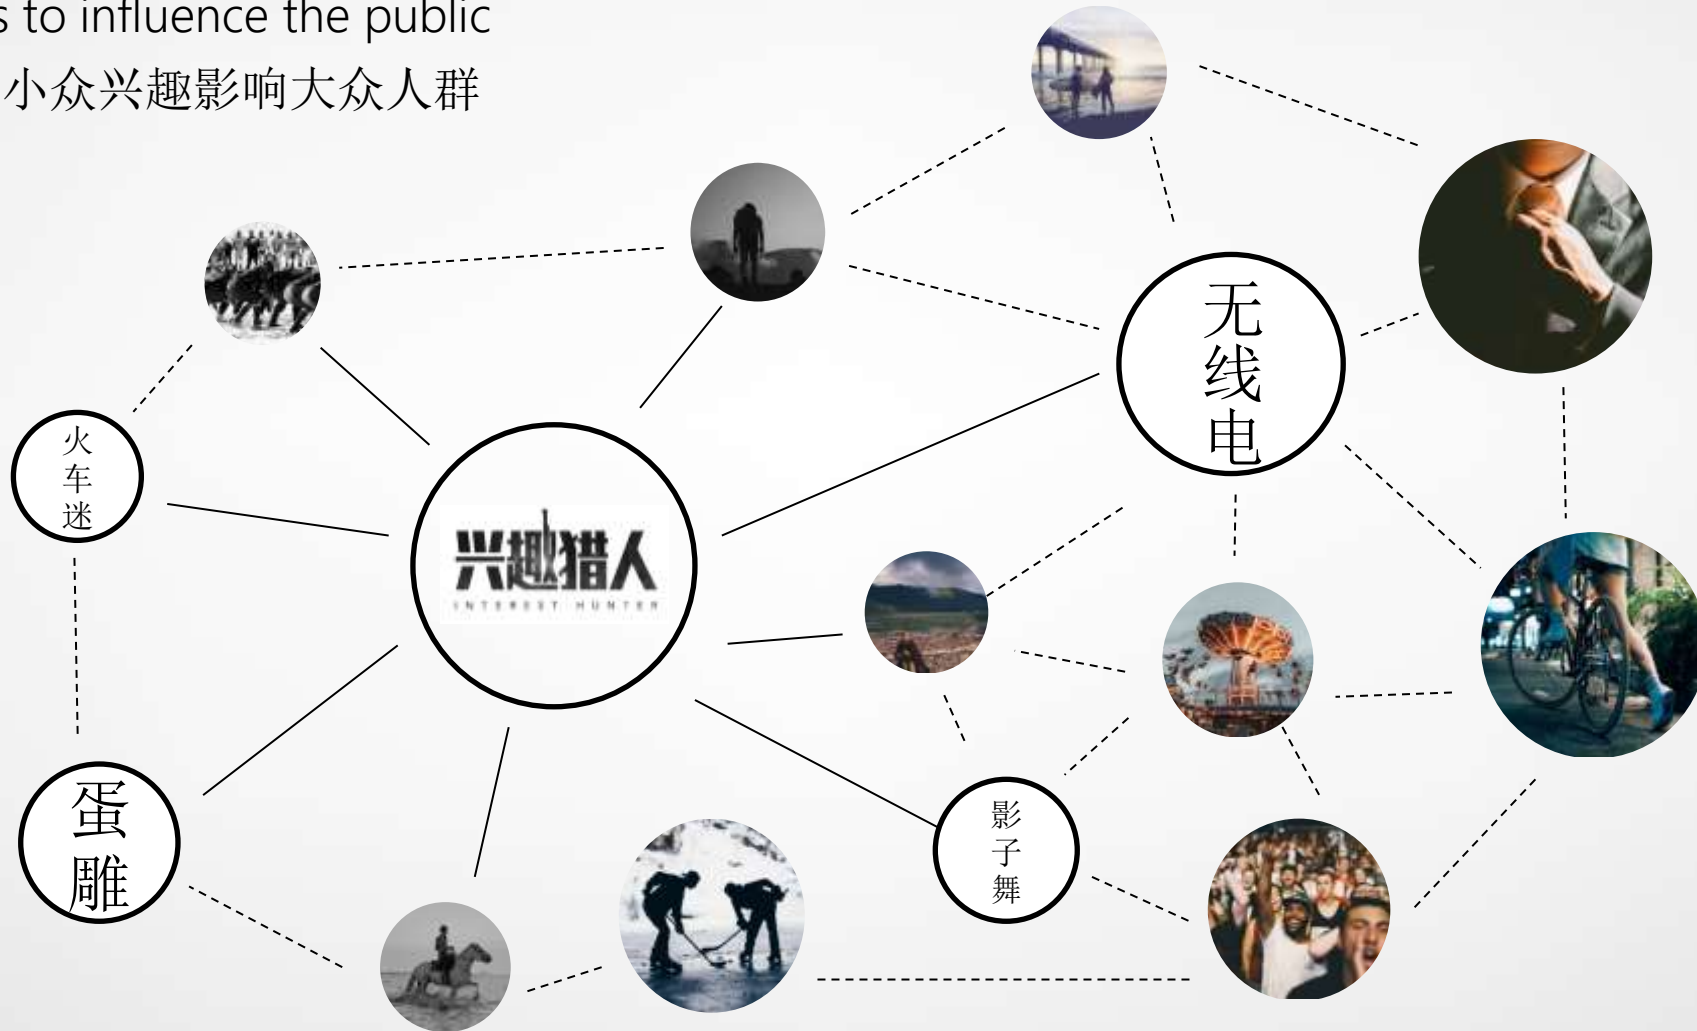 s to influence the public
小众兴趣影响大众人群
无线电
火车迷
兴趣猎人
INTEREST HUNTER
蛋雕
影子舞